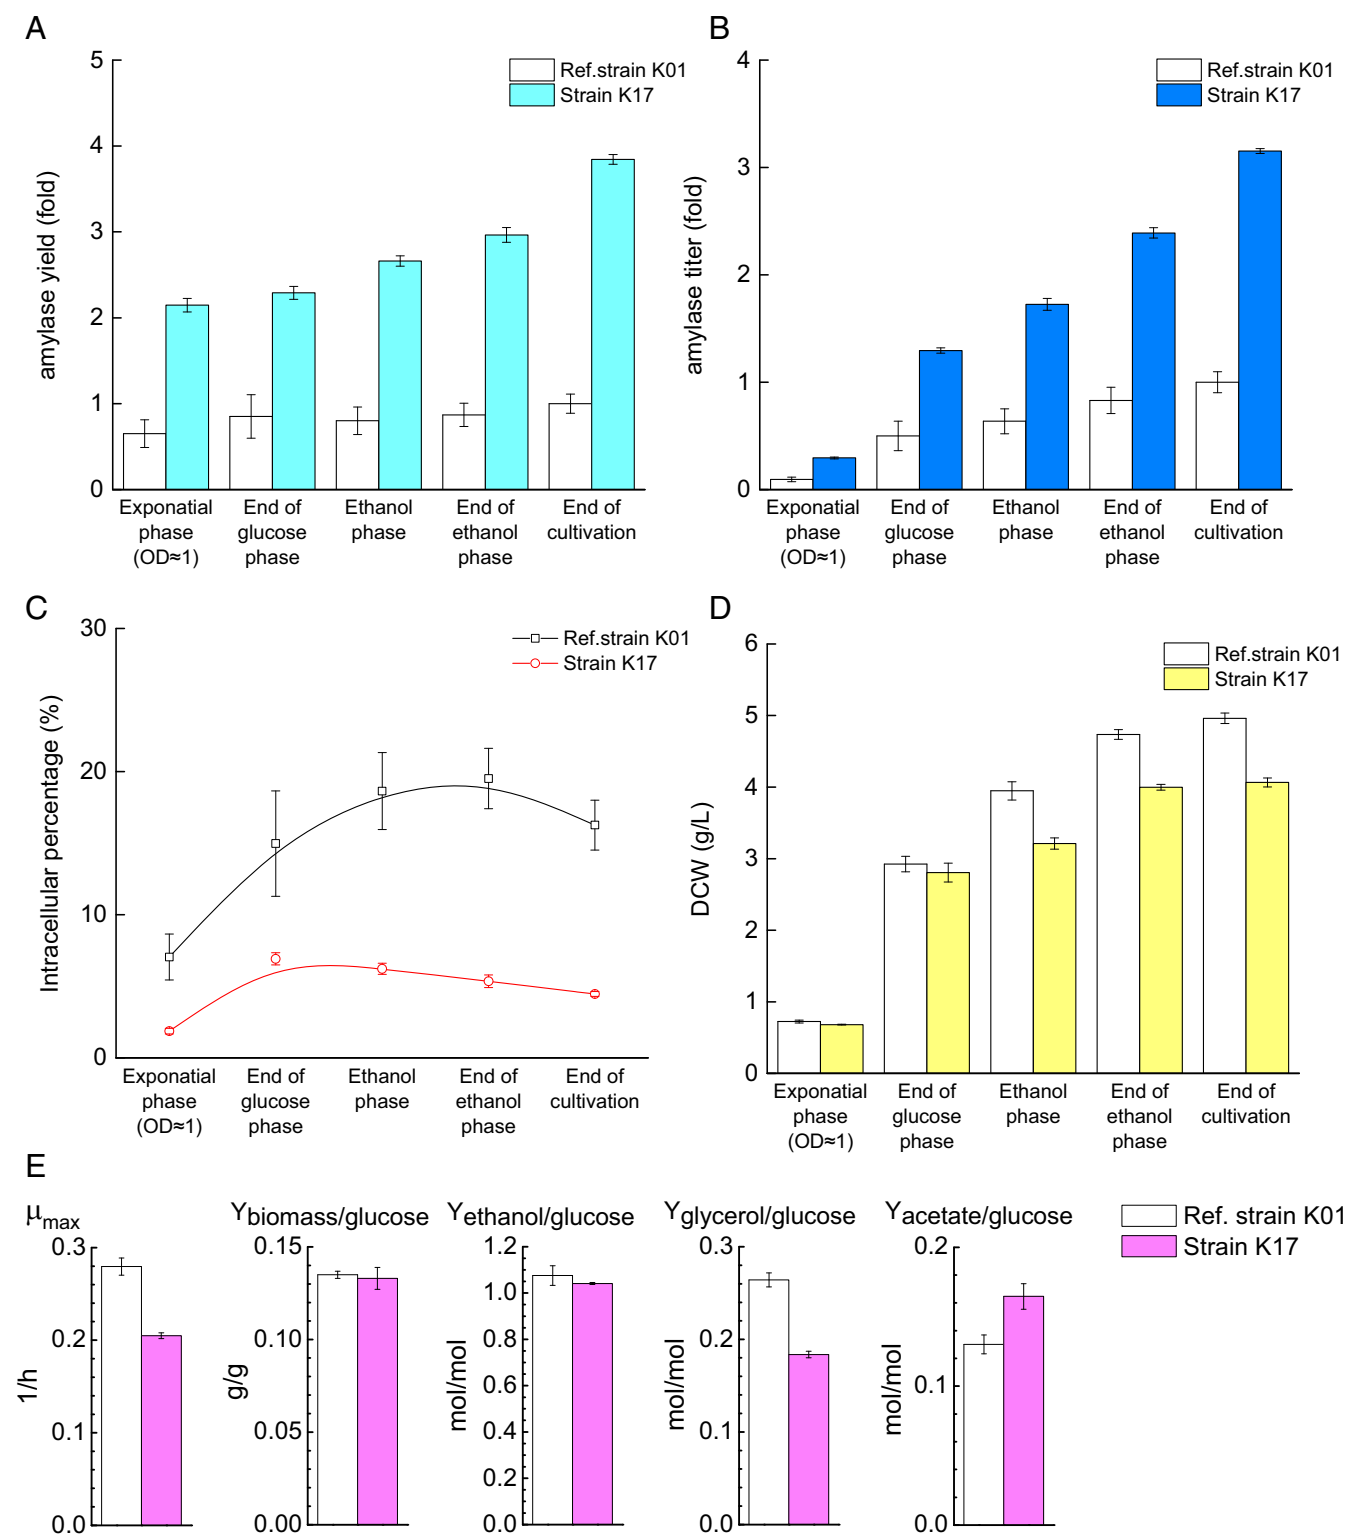 A
amylase yield (fold)
5
4
3
2
1
0
Ref.strain K01
Strain K17
Exponatial
phase
(OD≈1)
End of
glucose
phase
Ethanol
phase
End of
ethanol
phase
End of
cultivation
B
amylase titer (fold)
4
3
2
1
0
Ref.strain K01
Strain K17
Exponatial
phase
(OD≈1)
End of
glucose
phase
Ethanol
phase
End of
ethanol
phase
End of
cultivation
C
Intracellular percentage (%)
30
20
10
0
Ref.strain K01
Strain K17
Exponatial
phase
(OD≈1)
End of
glucose
phase
Ethanol
phase
End of
ethanol
phase
End of
cultivation
D
DCW (g/L)
6
5
4
3
2
1
0
Ref.strain K01
Strain K17
Exponatial
phase
(OD≈1)
End of
glucose
phase
Ethanol
phase
End of
ethanol
phase
End of
cultivation
E
μmax
1/h
0.3
0.2
0.1
0.0
Ybiomass/glucose
g/g
0.15
0.10
0.05
0.00
Yethanol/glucose
mol/mol
1.2
1.0
0.8
0.6
0.4
0.2
0.0
Yglycerol/glucose
mol/mol
0.3
0.2
0.1
0.0
Yacetate/glucose
mol/mol
0.2
0.1
0.0
Ref. strain K01
Strain K17